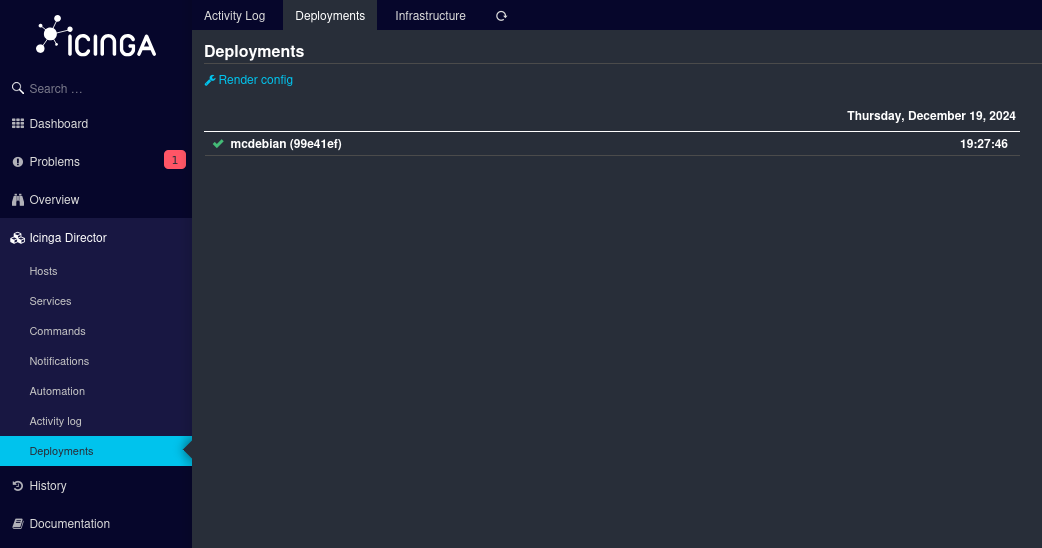 ICINGA
Activity Log Deployments Infrastructure
Search …
Dashboard
Problems 1
Overview
Icinga Director
Hosts
Services
Commands
Notifications
Automation
Activity log
Deployments
History
Documentation
Deployments
Render config
Thursday, December 19, 2024
mcdebian (99e41ef) 19:27:46